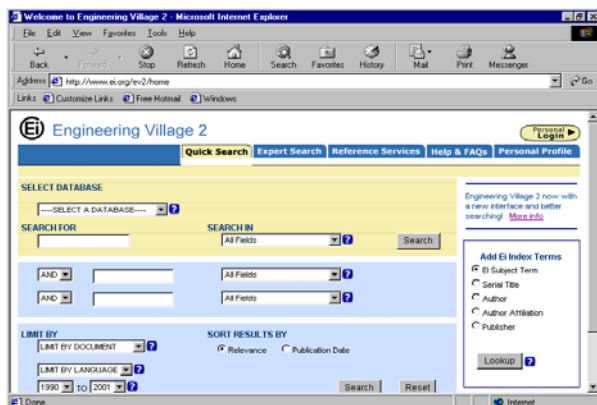 Welcome to Engineering Village 2 - Microsoft Internet Explorer
File Edit View Favorites Tools Help
Back Forward Stop Refresh Home Search Favorites History Mail Print Messenger
Address http://www.ei.org/ev2/home Go
Links Customize Links Free Hotmail Windows
Ei Engineering Village 2
Personal Login
Quick Search Expert Search Reference Services Help & FAQs Personal Profile
SELECT DATABASE
----SELECT A DATABASE---- ?
SEARCH FOR SEARCH IN
All Fields ? Search
AND All Fields ?
AND All Fields ?
LIMIT BY SORT RESULTS BY
LIMIT BY DOCUMENT ? Relevance Publication Date
LIMIT BY LANGUAGE ?
1990 TO 2001 ? Search Reset
Engineering Village 2 now with
a new interface and better
searching! More info
Add Ei Index Terms
Ei Subject Term
Serial Title
Author
Author Affiliation
Publisher
Lookup ?
Done Internet